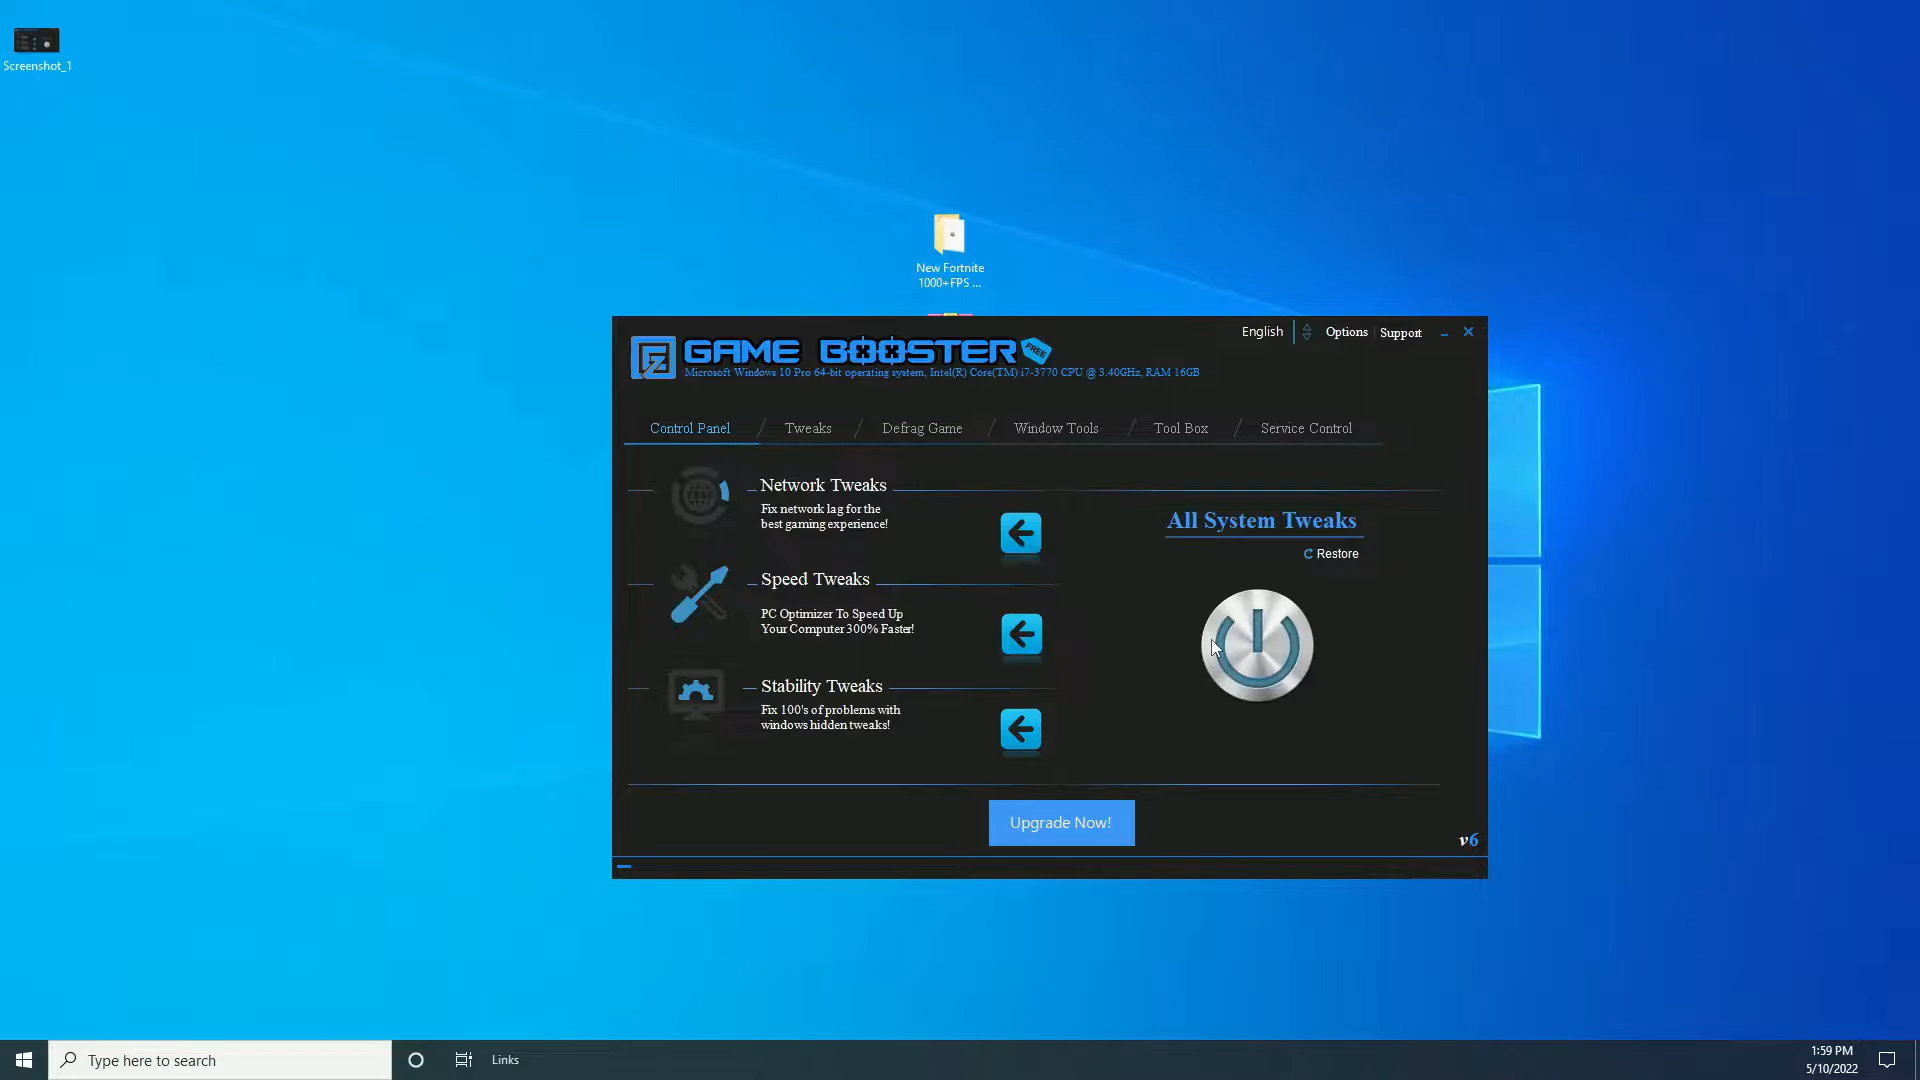 Screenshot_1
New Fortnite
1000+FPS ...
English
Options
Support
GAME BOOSTER
FREE
Microsoft Windows 10 Pro 64-bit operating system, Intel(R) Core(TM) i7-3770 CPU @ 3.40GHz, RAM 16GB
Control Panel / Tweaks / Defrag Game / Window Tools / Tool Box / Service Control
Network Tweaks
Fix network lag for the
best gaming experience!
Speed Tweaks
PC Optimizer To Speed Up
Your Computer 300% Faster!
Stability Tweaks
Fix 100's of problems with
windows hidden tweaks!
All System Tweaks
Restore
Upgrade Now!
v6
Type here to search
Links
1:59 PM
5/10/2022